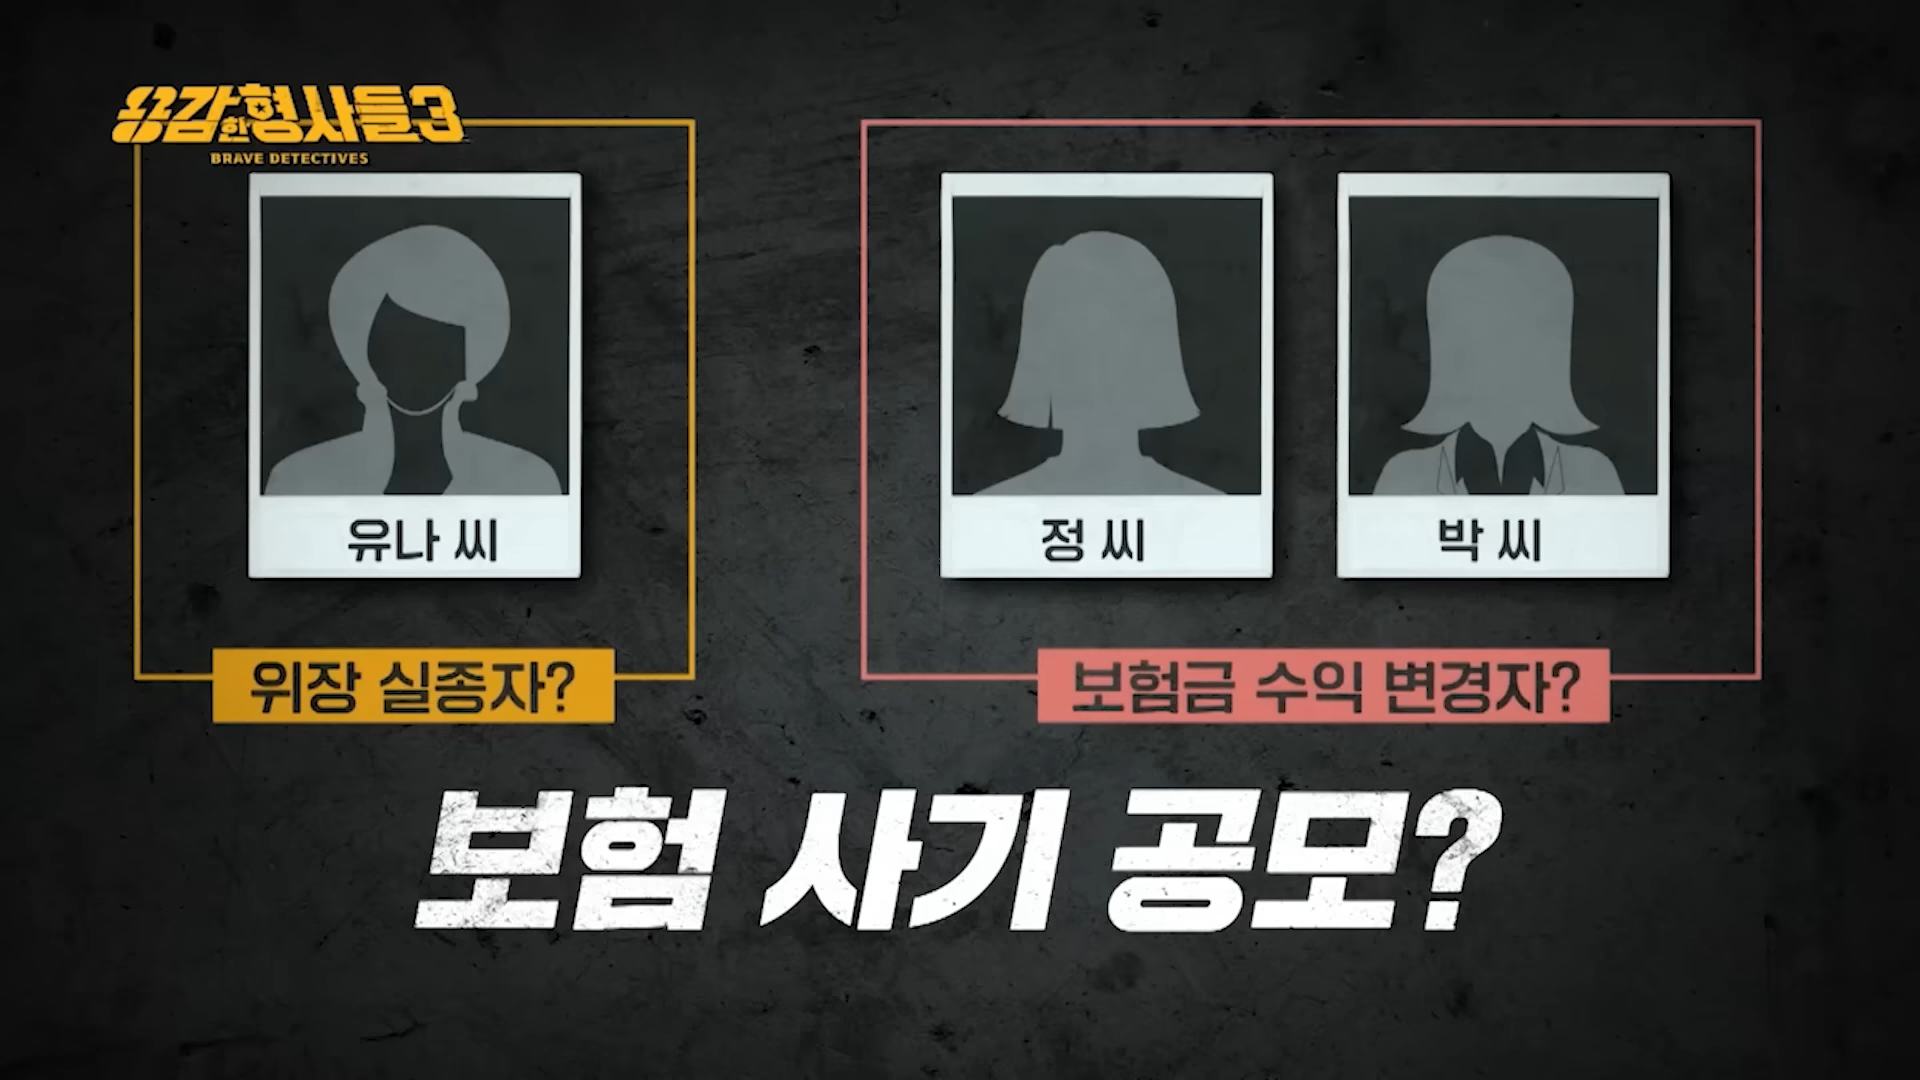 용감한형사들3
BRAVE DETECTIVES
유나 씨
정 씨
박 씨
위장 실종자?
보험금 수익 변경자?
보험 사기 공모?